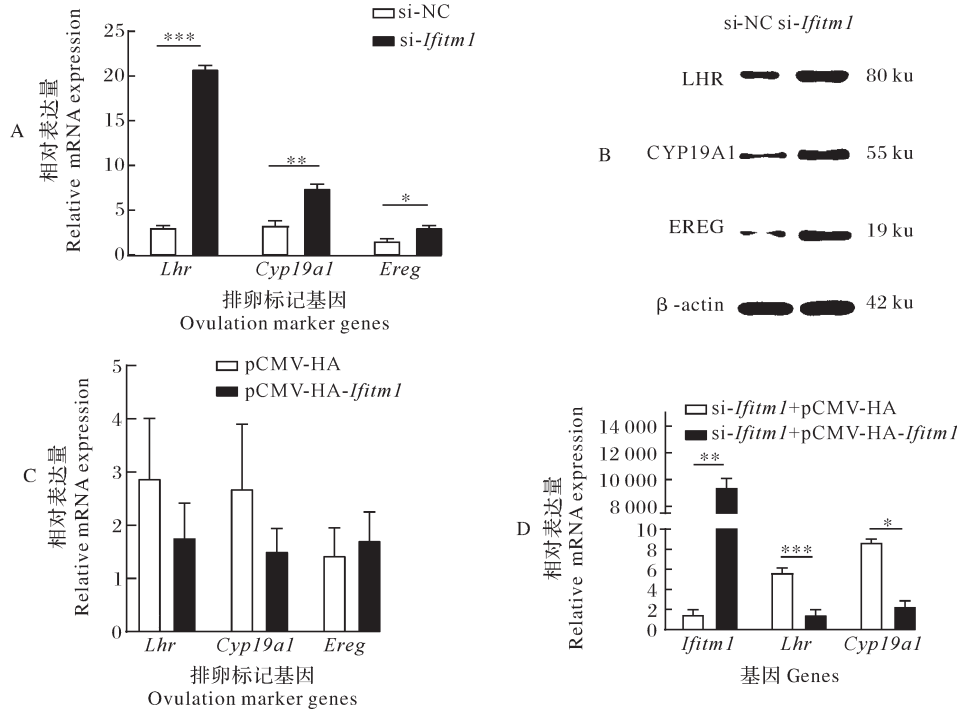 A
相对表达量
Relative mRNA expression
25
20
15
10
5
0
si-NC
si-Ifitm1
***
**
*
Lhr Cyp19a1 Ereg
排卵标记基因
Ovulation marker genes
B
si-NC si-Ifitm1
LHR 80 ku
CYP19A1 55 ku
EREG 19 ku
β-actin 42 ku
C
相对表达量
Relative mRNA expression
5
4
3
2
1
0
pCMV-HA
pCMV-HA-Ifitm1
Lhr Cyp19a1 Ereg
排卵标记基因
Ovulation marker genes
D
相对表达量
Relative mRNA expression
14 000
12 000
10 000
8 000
10
8
6
4
2
0
si-Ifitm1+pCMV-HA
si-Ifitm1+pCMV-HA-Ifitm1
**
***
*
Ifitm1 Lhr Cyp19a1
基因 Genes